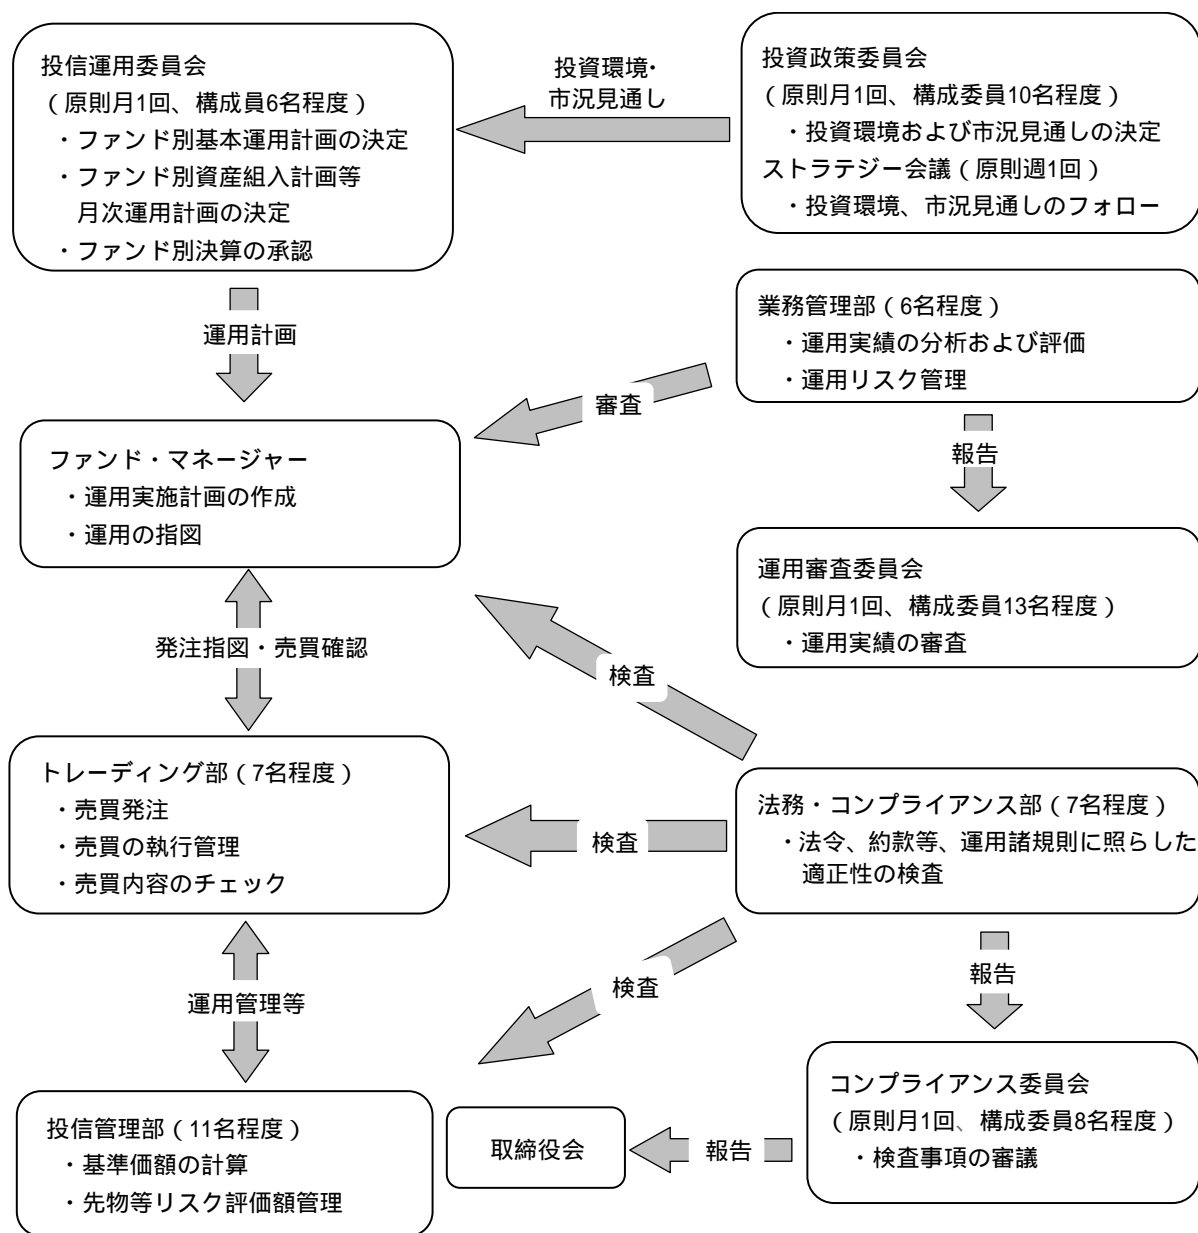 投信運用委員会
（原則月1回、構成員6名程度）
・ファンド別基本運用計画の決定
・ファンド別資産組入計画等
月次運用計画の決定
・ファンド別決算の承認
投資環境・
市況見通し
投資政策委員会
（原則月1回、構成委員10名程度）
・投資環境および市況見通しの決定
ストラテジー会議（原則週1回）
・投資環境、市況見通しのフォロー
運用計画
業務管理部（6名程度）
・運用実績の分析および評価
・運用リスク管理
審査
報告
ファンド・マネージャー
・運用実施計画の作成
・運用の指図
運用審査委員会
（原則月1回、構成委員13名程度）
・運用実績の審査
発注指図・売買確認
検査
トレーディング部（7名程度）
・売買発注
・売買の執行管理
・売買内容のチェック
検査
法務・コンプライアンス部（7名程度）
・法令、約款等、運用諸規則に照らした
適正性の検査
運用管理等
検査
報告
投信管理部（11名程度）
・基準価額の計算
・先物等リスク評価額管理
取締役会
報告
コンプライアンス委員会
（原則月1回、構成委員8名程度）
・検査事項の審議